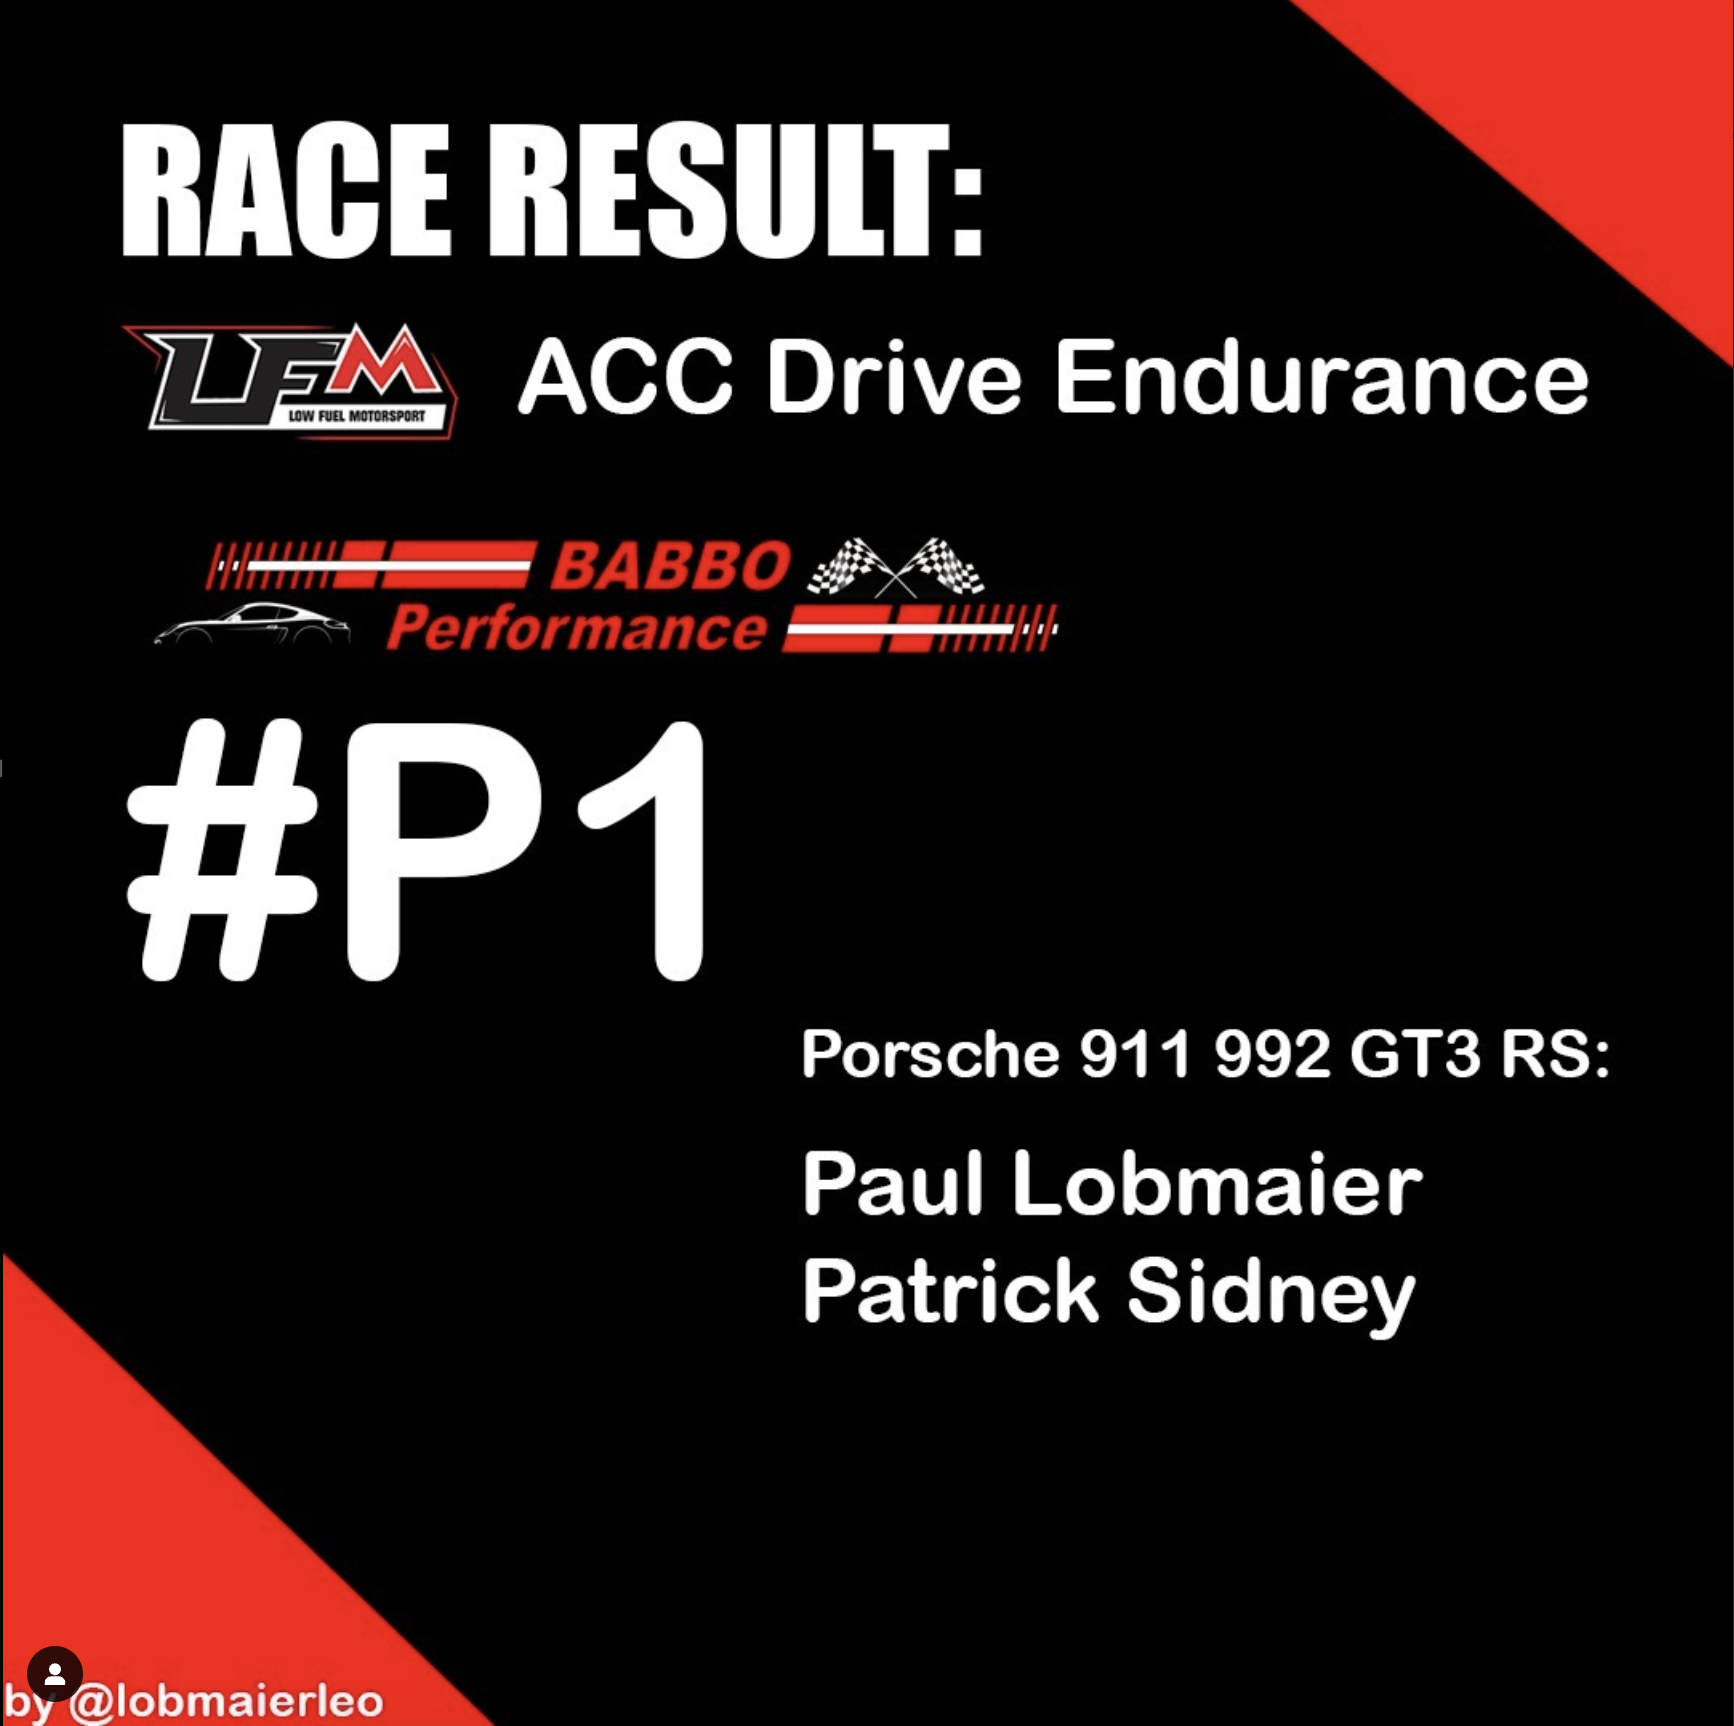 RACE RESULT:
LFM
LOW FUEL MOTORSPORT
ACC Drive Endurance
BABBO
Performance
#P1
Porsche 911 992 GT3 RS:
Paul Lobmaier
Patrick Sidney
by @lobmaierleo